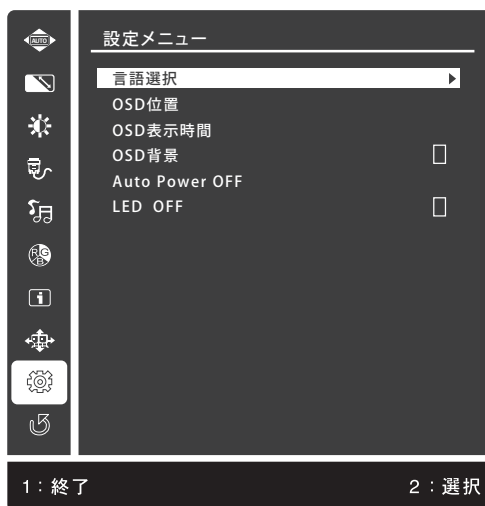 AUTO
設定メニュー
言語選択
OSD位置
OSD表示時間
OSD背景
Auto Power OFF
LED OFF
R G B
i
1：終了
2：選択